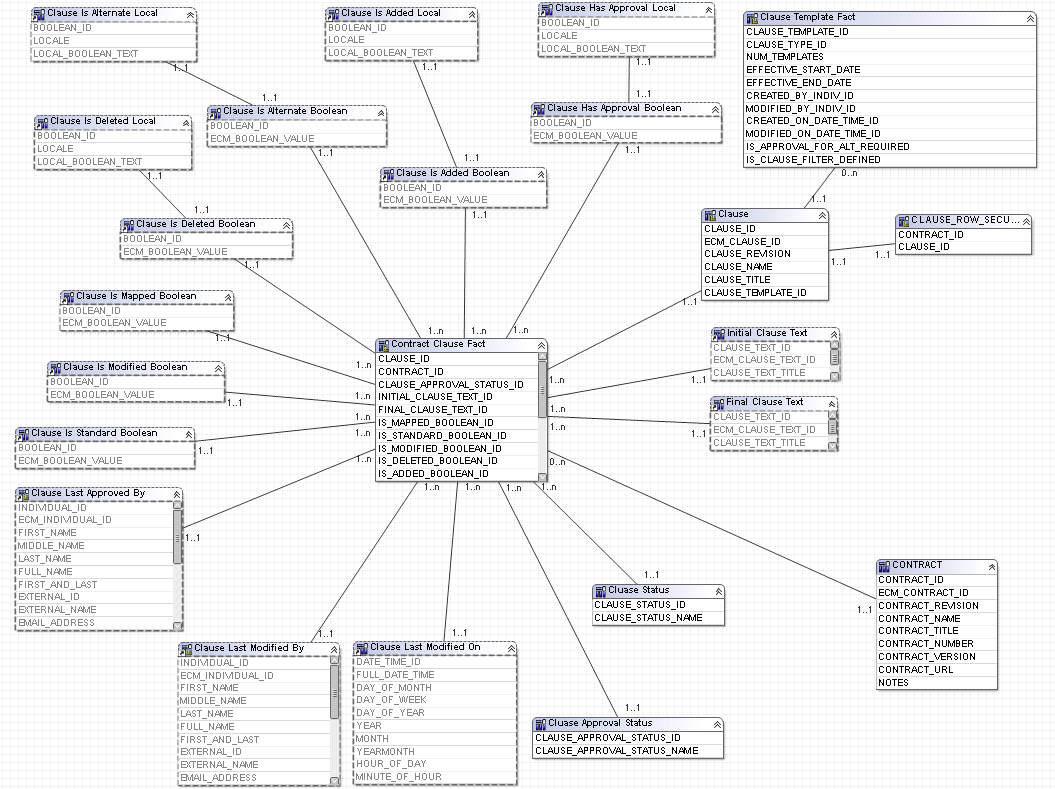 Clause Is Alternate Local
BOOLEAN_ID
LOCALE
LOCAL_BOOLEAN_TEXT
1..1
Clause Is Added Local
BOOLEAN_ID
LOCALE
LOCAL_BOOLEAN_TEXT
1..1
Clause Has Approval Local
BOOLEAN_ID
LOCALE
LOCAL_BOOLEAN_TEXT
1..1
Clause Template Fact
CLAUSE_TEMPLATE_ID
CLAUSE_TYPE_ID
NUM_TEMPLATES
EFFECTIVE_START_DATE
EFFECTIVE_END_DATE
CREATED_BY_INDIV_ID
MODIFIED_BY_INDIV_ID
CREATED_ON_DATE_TIME_ID
MODIFIED_ON_DATE_TIME_ID
IS_APPROVAL_FOR_ALT_REQUIRED
IS_CLAUSE_FILTER_DEFINED
0..n
1..1
Clause Is Alternate Boolean
BOOLEAN_ID
ECM_BOOLEAN_VALUE
1..1
1..1
Clause Has Approval Boolean
BOOLEAN_ID
ECM_BOOLEAN_VALUE
1..1
Clause Is Deleted Local
BOOLEAN_ID
LOCALE
LOCAL_BOOLEAN_TEXT
1..1
1..1
Clause Is Added Boolean
BOOLEAN_ID
ECM_BOOLEAN_VALUE
1..1
1..1
Clause Is Deleted Boolean
BOOLEAN_ID
ECM_BOOLEAN_VALUE
1..1
1..1
Clause
CLAUSE_ID
ECM_CLAUSE_ID
CLAUSE_REVISION
CLAUSE_NAME
CLAUSE_TITLE
CLAUSE_TEMPLATE_ID
1..1
1..1
1..1
CLAUSE_ROW_SECU...
CONTRACT_ID
CLAUSE_ID
Clause Is Mapped Boolean
BOOLEAN_ID
ECM_BOOLEAN_VALUE
1..1
1..n
1..n
1..n
Contract Clause Fact
CLAUSE_ID
CONTRACT_ID
CLAUSE_APPROVAL_STATUS_ID
INITIAL_CLAUSE_TEXT_ID
FINAL_CLAUSE_TEXT_ID
IS_MAPPED_BOOLEAN_ID
IS_STANDARD_BOOLEAN_ID
IS_MODIFIED_BOOLEAN_ID
IS_DELETED_BOOLEAN_ID
IS_ADDED_BOOLEAN_ID
1..n
1..n
1..n
1..n
1..n
1..n
1..n
1..n
0..n
1..n
1..n
1..n
1..n
Initial Clause Text
CLAUSE_TEXT_ID
ECM_CLAUSE_TEXT_ID
CLAUSE_TEXT_TITLE
1..1
Final Clause Text
CLAUSE_TEXT_ID
ECM_CLAUSE_TEXT_ID
CLAUSE_TEXT_TITLE
1..1
Clause Is Modified Boolean
BOOLEAN_ID
ECM_BOOLEAN_VALUE
1..1
Clause Is Standard Boolean
BOOLEAN_ID
ECM_BOOLEAN_VALUE
1..1
Clause Last Approved By
INDIVIDUAL_ID
ECM_INDIVIDUAL_ID
FIRST_NAME
MIDDLE_NAME
LAST_NAME
FULL_NAME
FIRST_AND_LAST
EXTERNAL_ID
EXTERNAL_NAME
EMAIL_ADDRESS
1..1
1..1
Cluase Status
CLAUSE_STATUS_ID
CLAUSE_STATUS_NAME
1..1
CONTRACT
CONTRACT_ID
ECM_CONTRACT_ID
CONTRACT_REVISION
CONTRACT_NAME
CONTRACT_TITLE
CONTRACT_NUMBER
CONTRACT_VERSION
CONTRACT_URL
NOTES
1..1
Clause Last Modified By
INDIVIDUAL_ID
ECM_INDIVIDUAL_ID
FIRST_NAME
MIDDLE_NAME
LAST_NAME
FULL_NAME
FIRST_AND_LAST
EXTERNAL_ID
EXTERNAL_NAME
EMAIL_ADDRESS
1..1
Clause Last Modified On
DATE_TIME_ID
FULL_DATE_TIME
DAY_OF_MONTH
DAY_OF_WEEK
DAY_OF_YEAR
YEAR
MONTH
YEARMONTH
HOUR_OF_DAY
MINUTE_OF_HOUR
1..1
Cluase Approval Status
CLAUSE_APPROVAL_STATUS_ID
CLAUSE_APPROVAL_STATUS_NAME